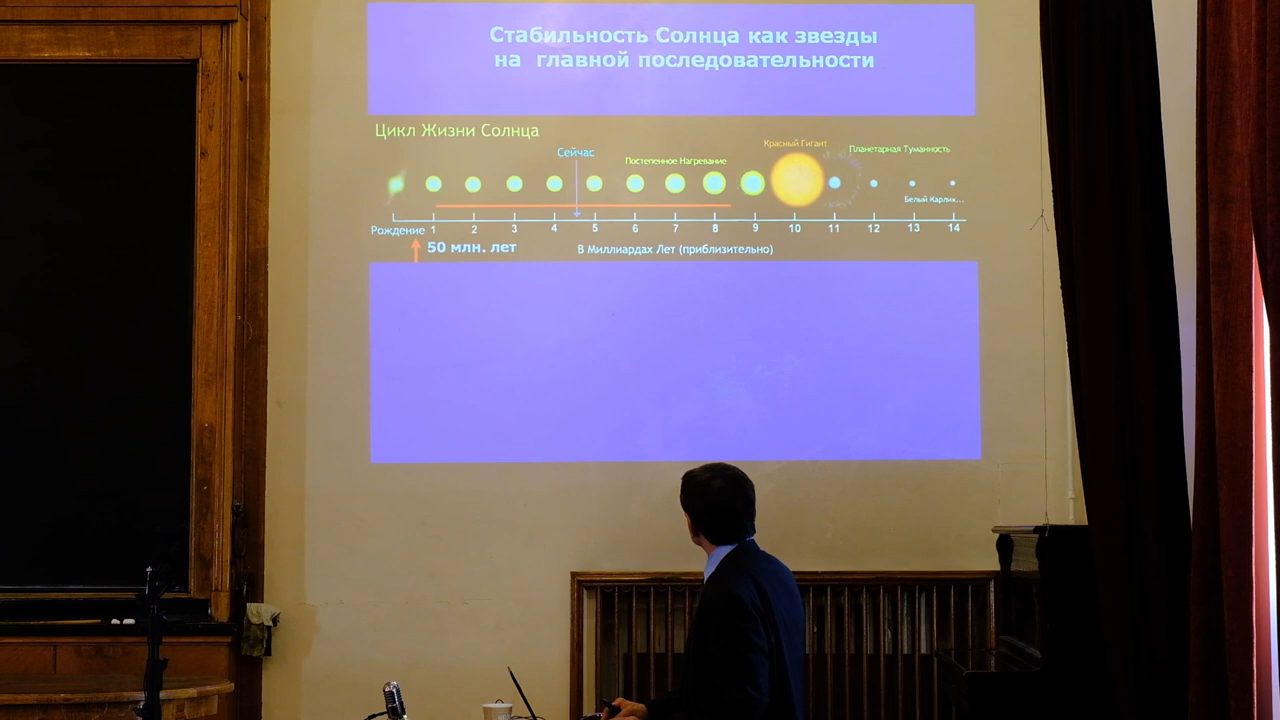 Стабильность Солнца как звезды
на главной последовательности
Цикл Жизни Солнца
Красный Гигант
Сейчас
Планетарная Туманность
Постепенное Нагревание
Белый Карлик...
Рождение 1 2 3 4 5 6 7 8 9 10 11 12 13 14
50 млн. лет
В Миллиардах Лет (приблизительно)